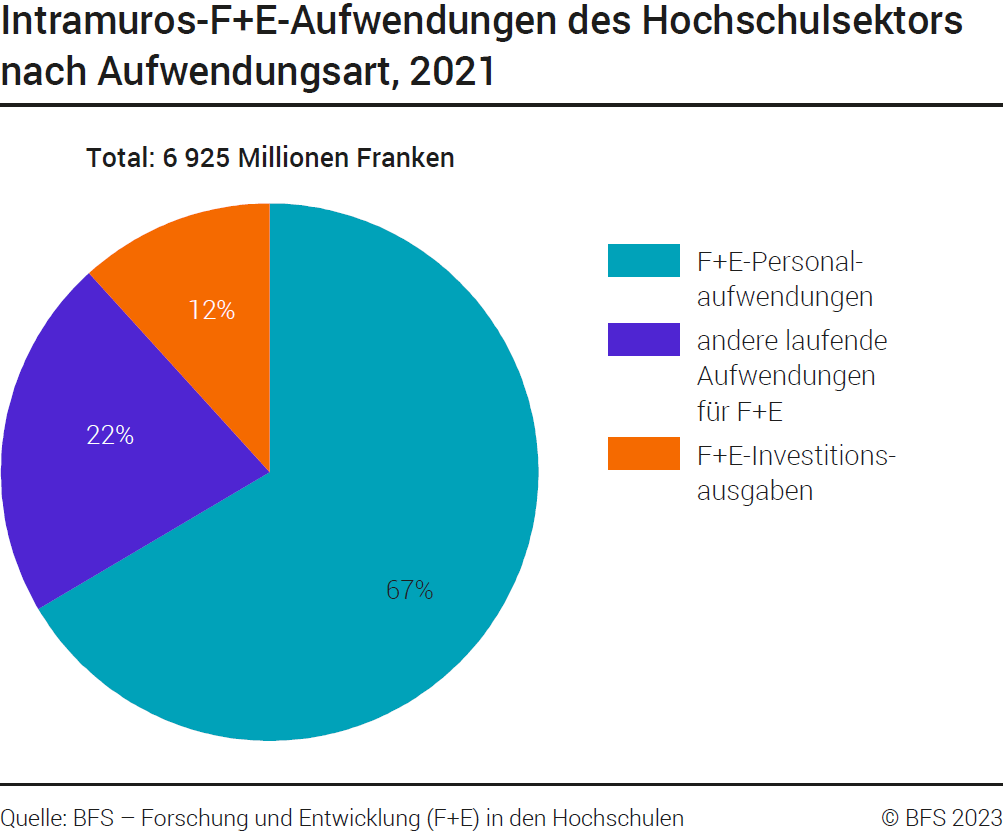 Intramuros-F+E-Aufwendungen des Hochschulsektors
nach Aufwendungsart, 2021
Total: 6 925 Millionen Franken
12%
22%
67%
F+E-Personal-
aufwendungen
andere laufende
Aufwendungen
für F+E
F+E-Investitions-
ausgaben
Quelle: BFS – Forschung und Entwicklung (F+E) in den Hochschulen
© BFS 2023